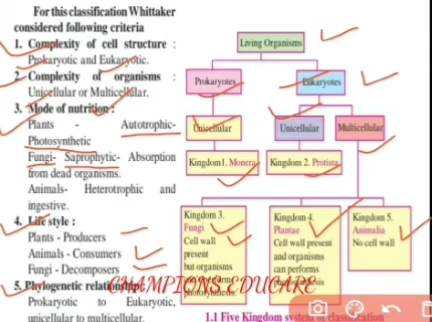 For this classification Whittaker
considered following criteria
1. Complexity of cell structure :
Prokaryotic and Eukaryotic.
2. Complexity of organisms :
Unicellular or Multicellular.
3. Mode of nutrition :
Plants - Autotrophic-
Photosynthetic
Fungi- Saprophytic- Absorption
from dead organisms.
Animals- Heterotrophic and
ingestive.
4. Life style :
Plants - Producers
Animals - Consumers
Fungi - Decomposers
5. Phylogenetic relationship:
Prokaryotic to Eukaryotic,
unicellular to multicellular.
Living Organisms
Prokaryotes
Eukaryotes
Unicellular
Unicellular
Multicellular
Kingdom1. Monera
Kingdom 2. Protista
Kingdom 3.
Fungi
Cell wall
present
but organisms
photosynthesis.
Kingdom 4.
Plantae
Cell wall present
and organisms
can performs
Kingdom 5.
Animalia
No cell wall
CHAMPIONS EDUCARE
1.1 Five Kingdom system of classification